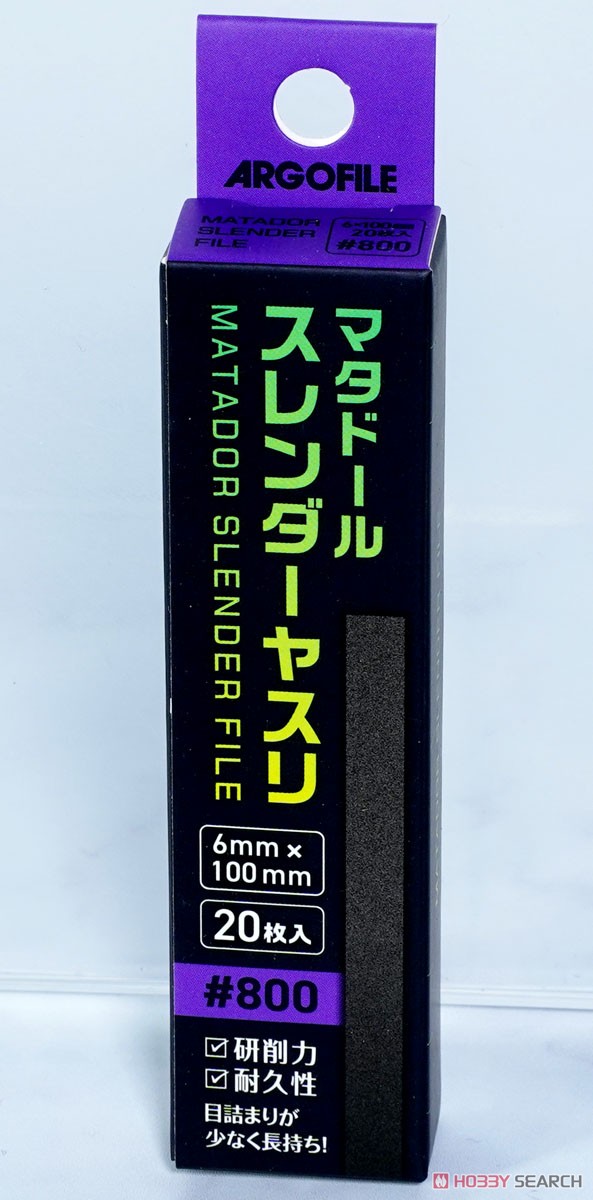 ARGOFILE
MATADOR
SLENDER
FILE
6×100mm
20枚入
#800
マタドール
スレンダーヤスリ
MATADOR SLENDER FILE
6mm×
100mm
20枚入
#800
研削力
耐久性
目詰まりが
少なく長持ち!
HOBBY SEARCH